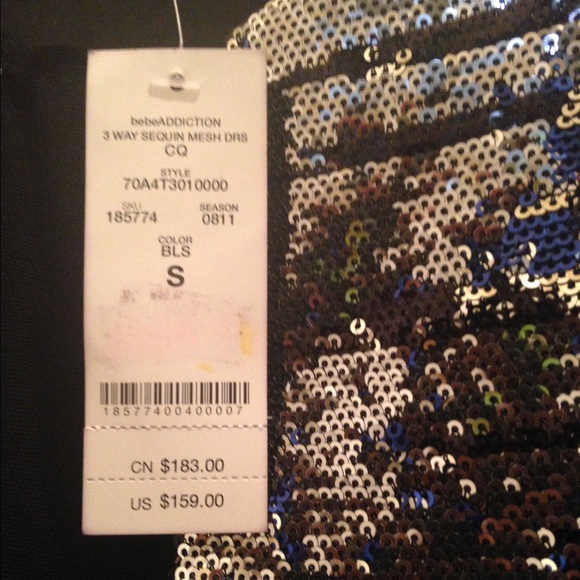 bebeADDICTION
3 WAY SEQUIN MESH DRS
CQ
STYLE
70A4T3010000
SKU SEASON
185774 0811
COLOR
BLS
S
18577400400007
CN $183.00
US $159.00